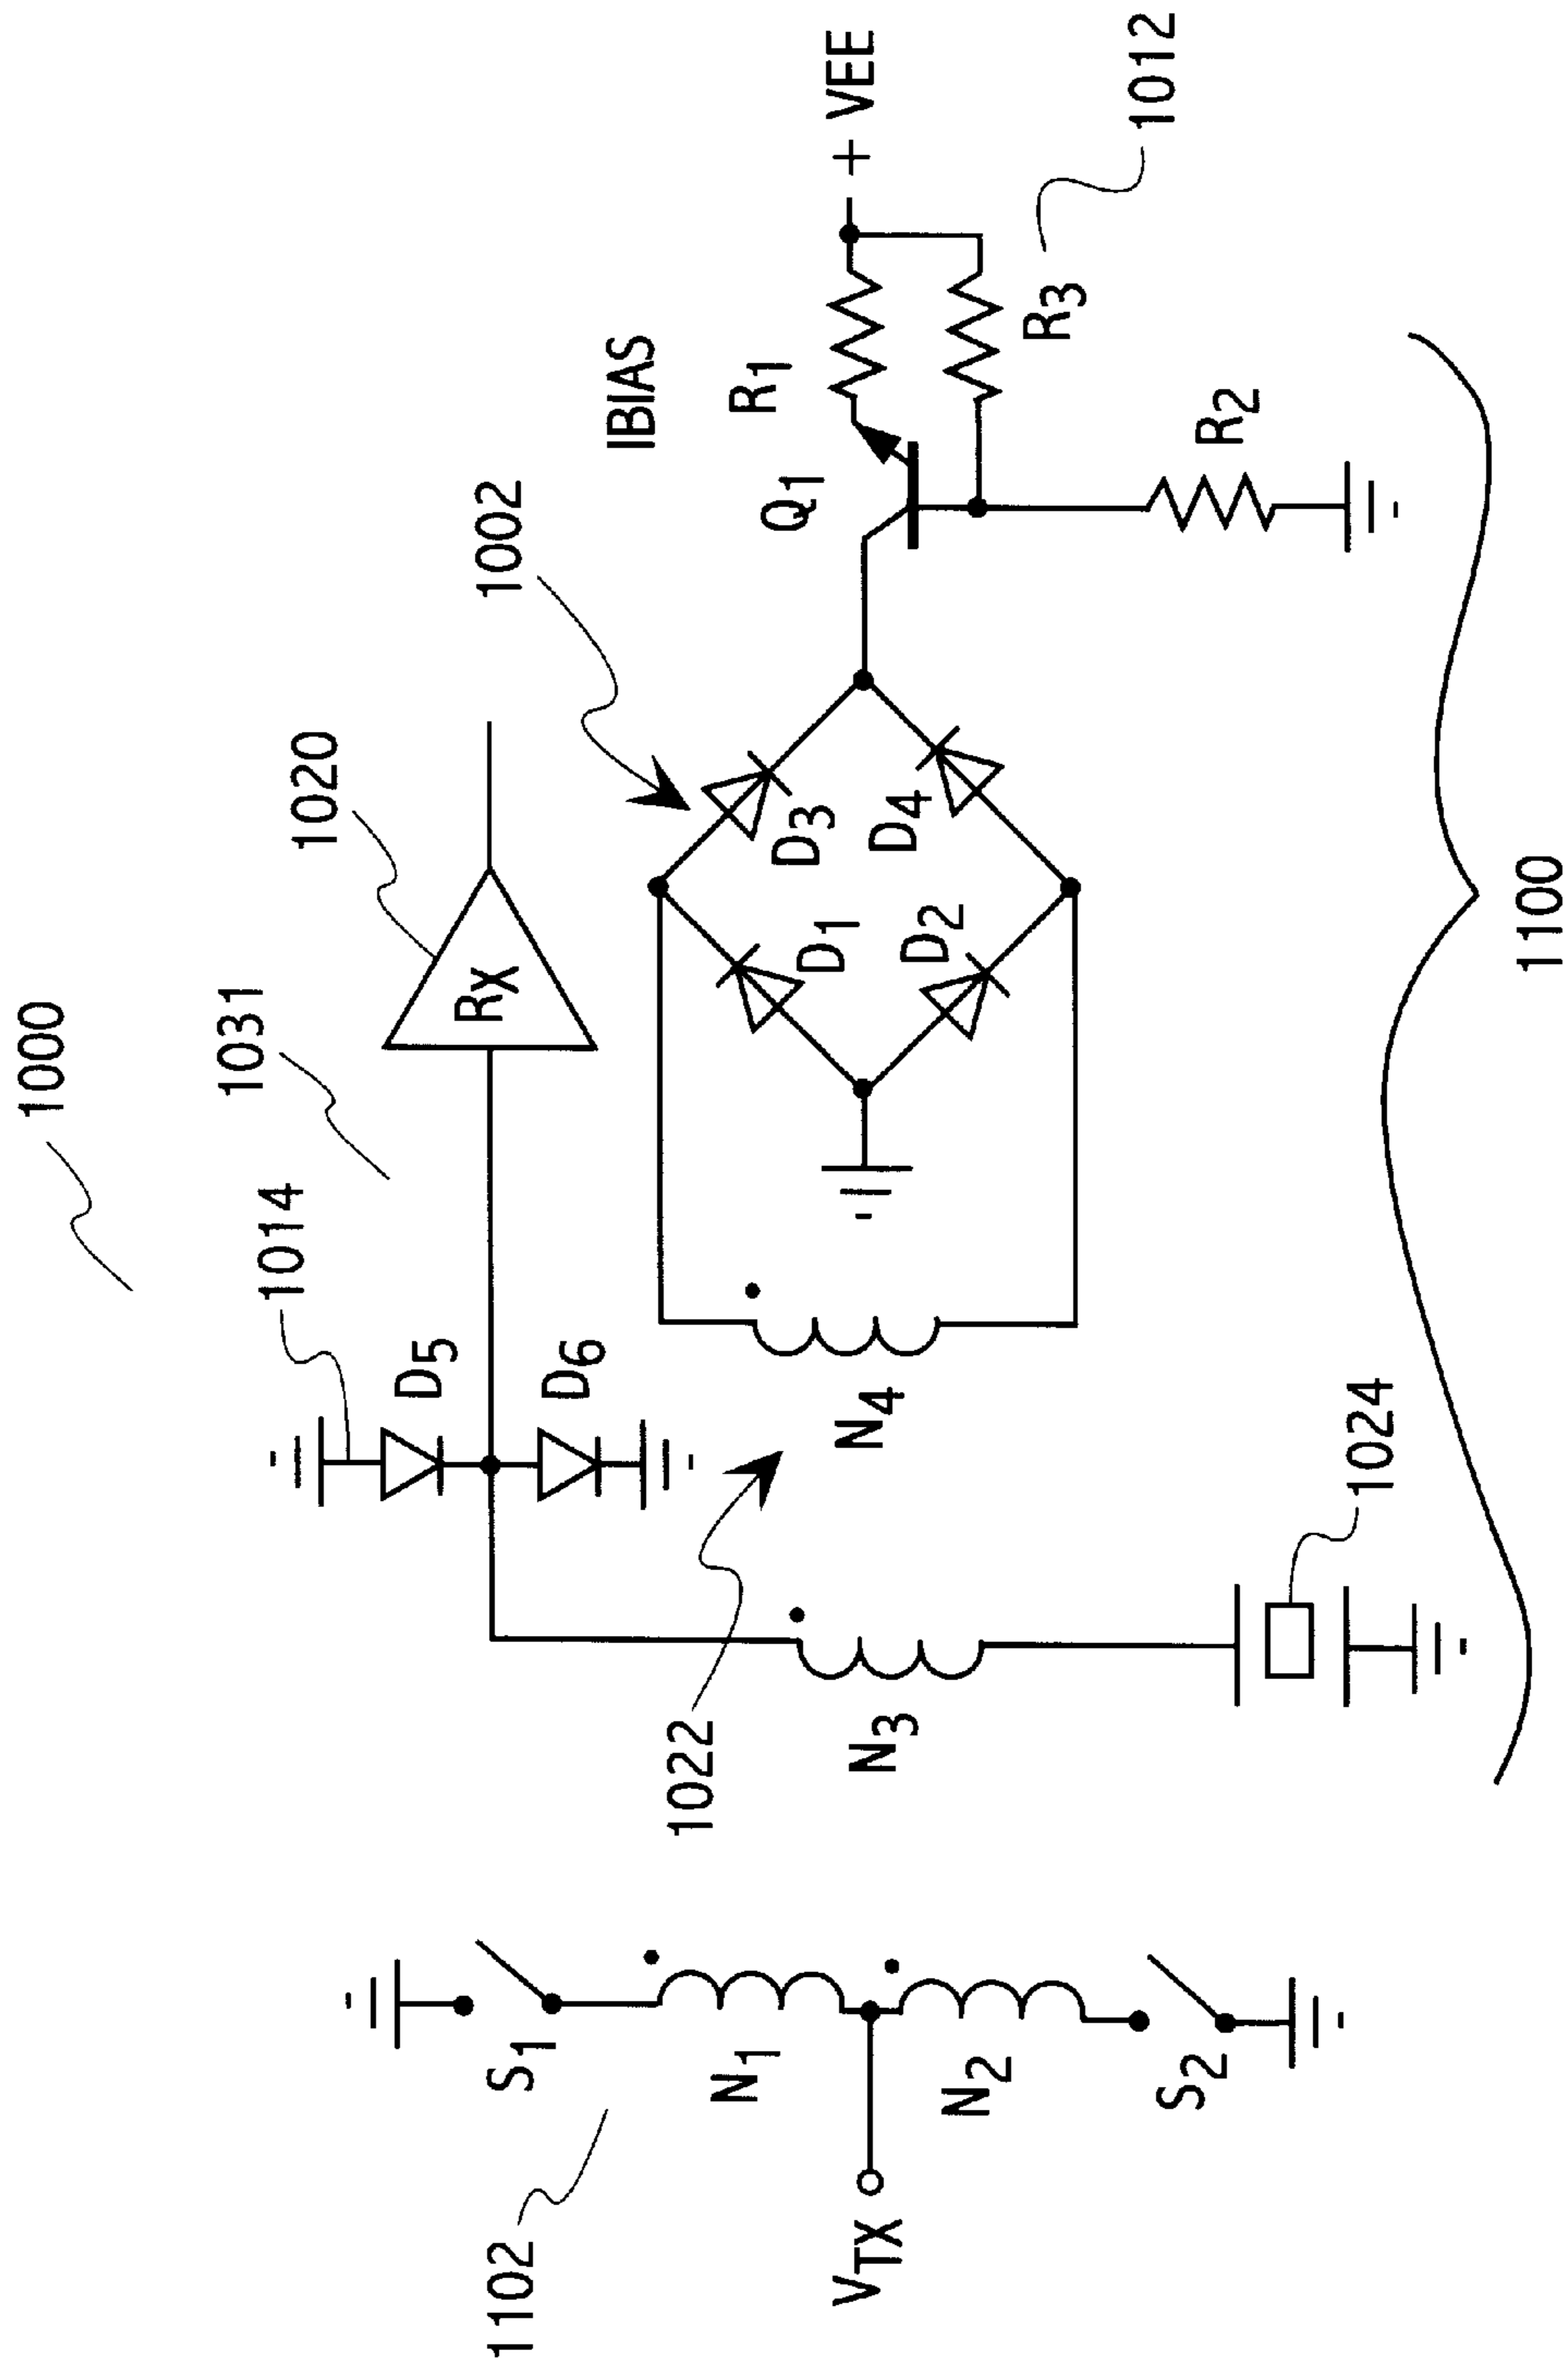 1000
1031
1014
1020
RX
D5
D6
1002
IBIAS
+ VEE
R1
Q1
R3
1012
R2
D3
D4
D1
D2
N4
1022
N3
1024
1100
1102
S1
N1
VTX
N2
S2